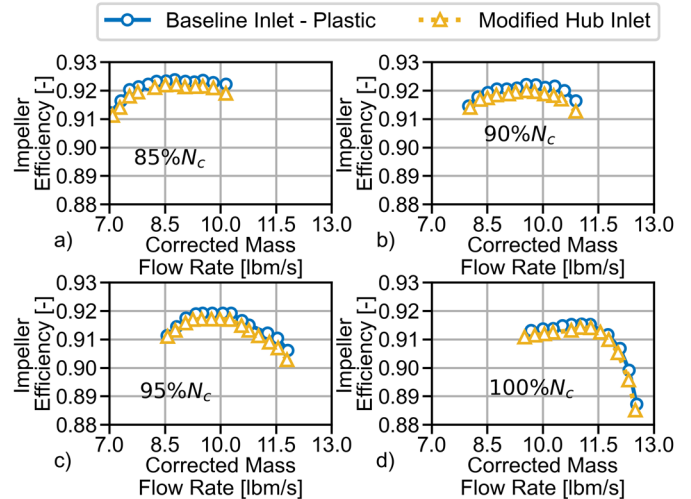 Baseline Inlet - Plastic Modified Hub Inlet
0.93
0.92
0.91
0.90
0.89
0.88
Impeller
Efficiency [-]
85%N_c
7.0 8.5 10.0 11.5 13.0
a) Corrected Mass
Flow Rate [lbm/s]
0.93
0.92
0.91
0.90
0.89
0.88
Impeller
Efficiency [-]
90%N_c
7.0 8.5 10.0 11.5 13.0
b) Corrected Mass
Flow Rate [lbm/s]
0.93
0.92
0.91
0.90
0.89
0.88
Impeller
Efficiency [-]
95%N_c
7.0 8.5 10.0 11.5 13.0
c) Corrected Mass
Flow Rate [lbm/s]
0.93
0.92
0.91
0.90
0.89
0.88
Impeller
Efficiency [-]
100%N_c
7.0 8.5 10.0 11.5 13.0
d) Corrected Mass
Flow Rate [lbm/s]